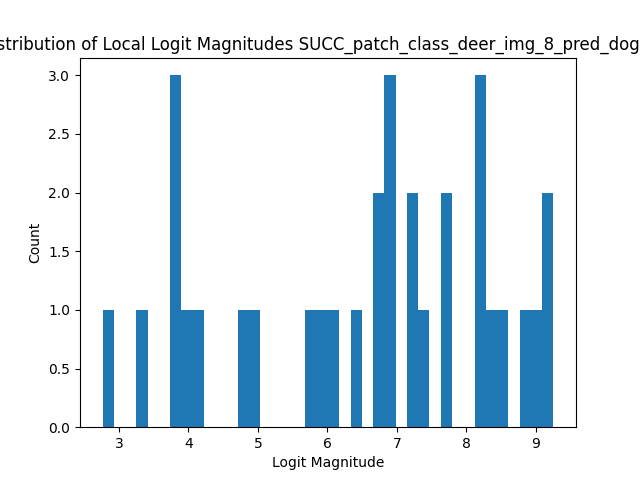 stribution of Local Logit Magnitudes SUCC_patch_class_deer_img_8_pred_dog
3.0
2.5
2.0
1.5
1.0
0.5
0.0
Count
3 4 5 6 7 8 9
Logit Magnitude